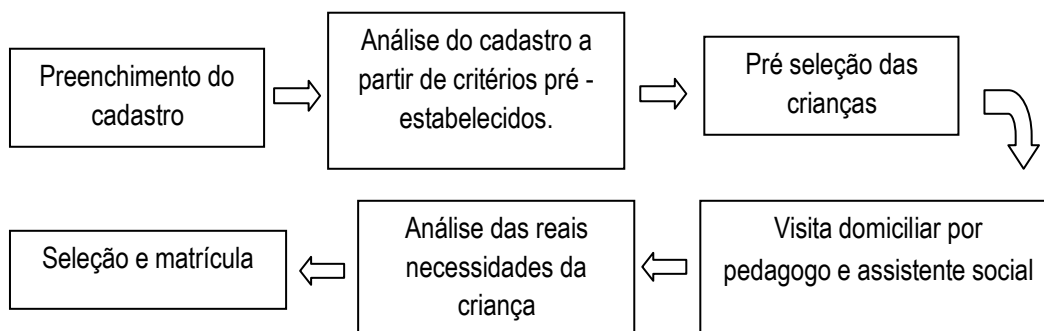 Preenchimento do
cadastro
Análise do cadastro a
partir de critérios pré -
estabelecidos.
Pré seleção das
crianças
Visita domiciliar por
pedagogo e assistente social
Análise das reais
necessidades da
criança
Seleção e matrícula